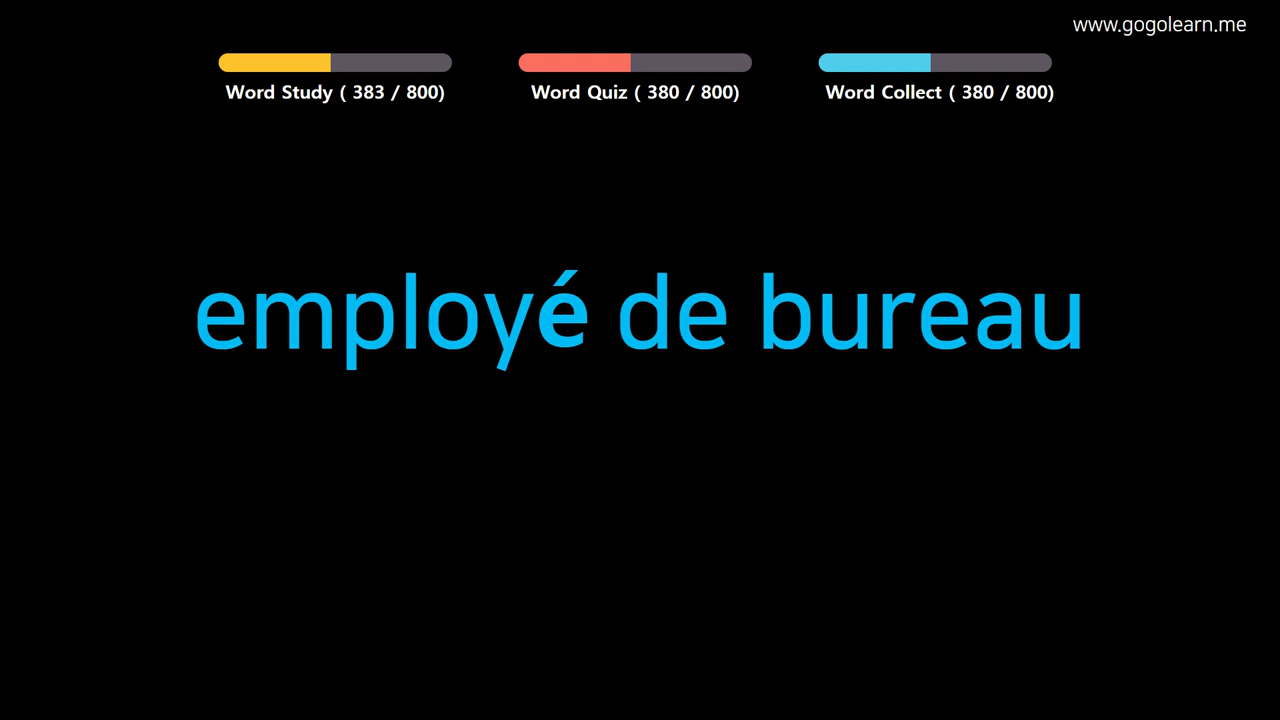 www.gogolearn.me
Word Study ( 383 / 800)
Word Quiz ( 380 / 800)
Word Collect ( 380 / 800)
employé de bureau